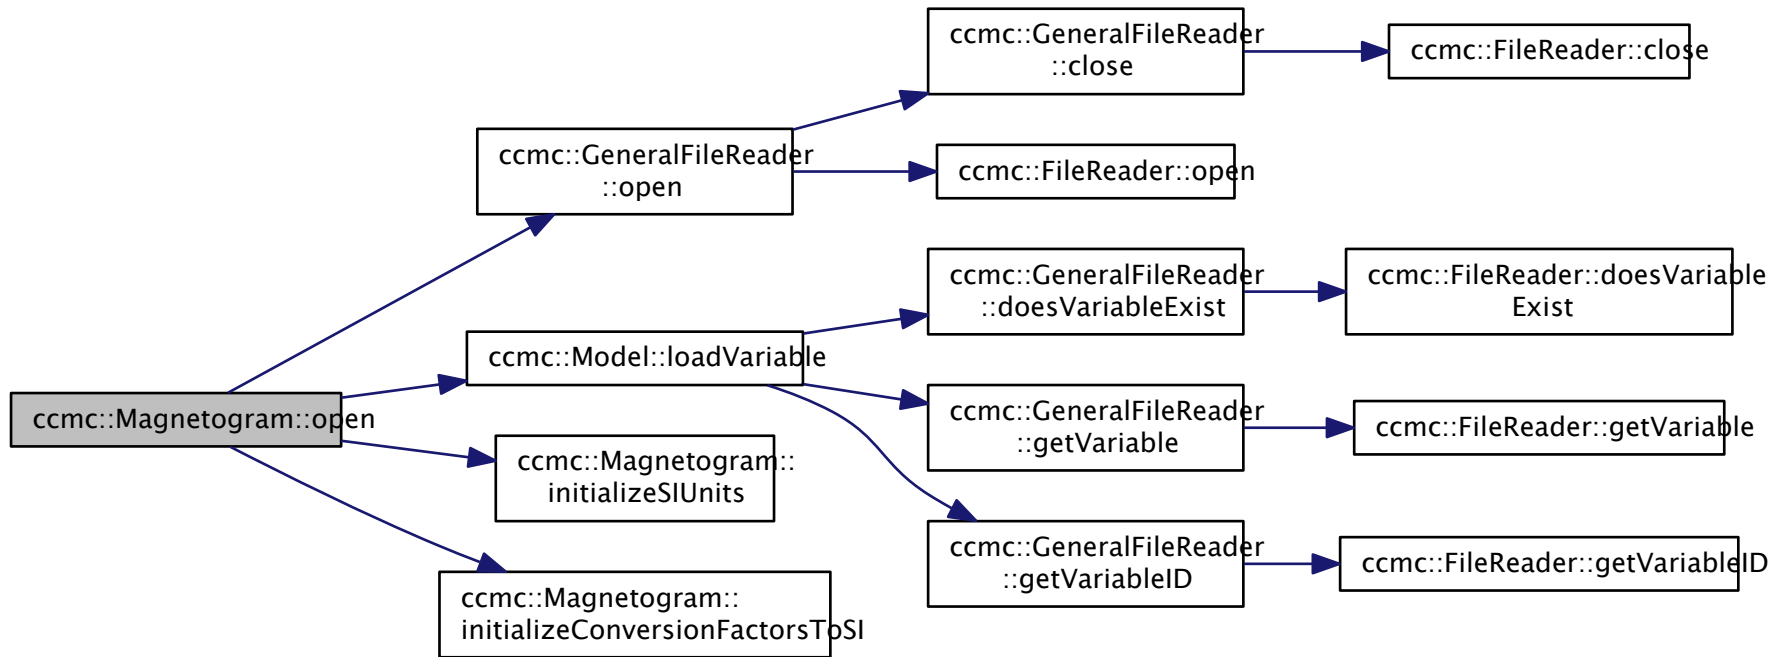 ccmc::GeneralFileReader
::close
ccmc::FileReader::close
ccmc::GeneralFileReader
::open
ccmc::FileReader::open
ccmc::GeneralFileReader
::doesVariableExist
ccmc::FileReader::doesVariable
Exist
ccmc::Model::loadVariable
ccmc::Magnetogram::open
ccmc::GeneralFileReader
::getVariable
ccmc::FileReader::getVariable
ccmc::Magnetogram::
initializeSIUnits
ccmc::GeneralFileReader
::getVariableID
ccmc::FileReader::getVariableID
ccmc::Magnetogram::
initializeConversionFactorsToSI